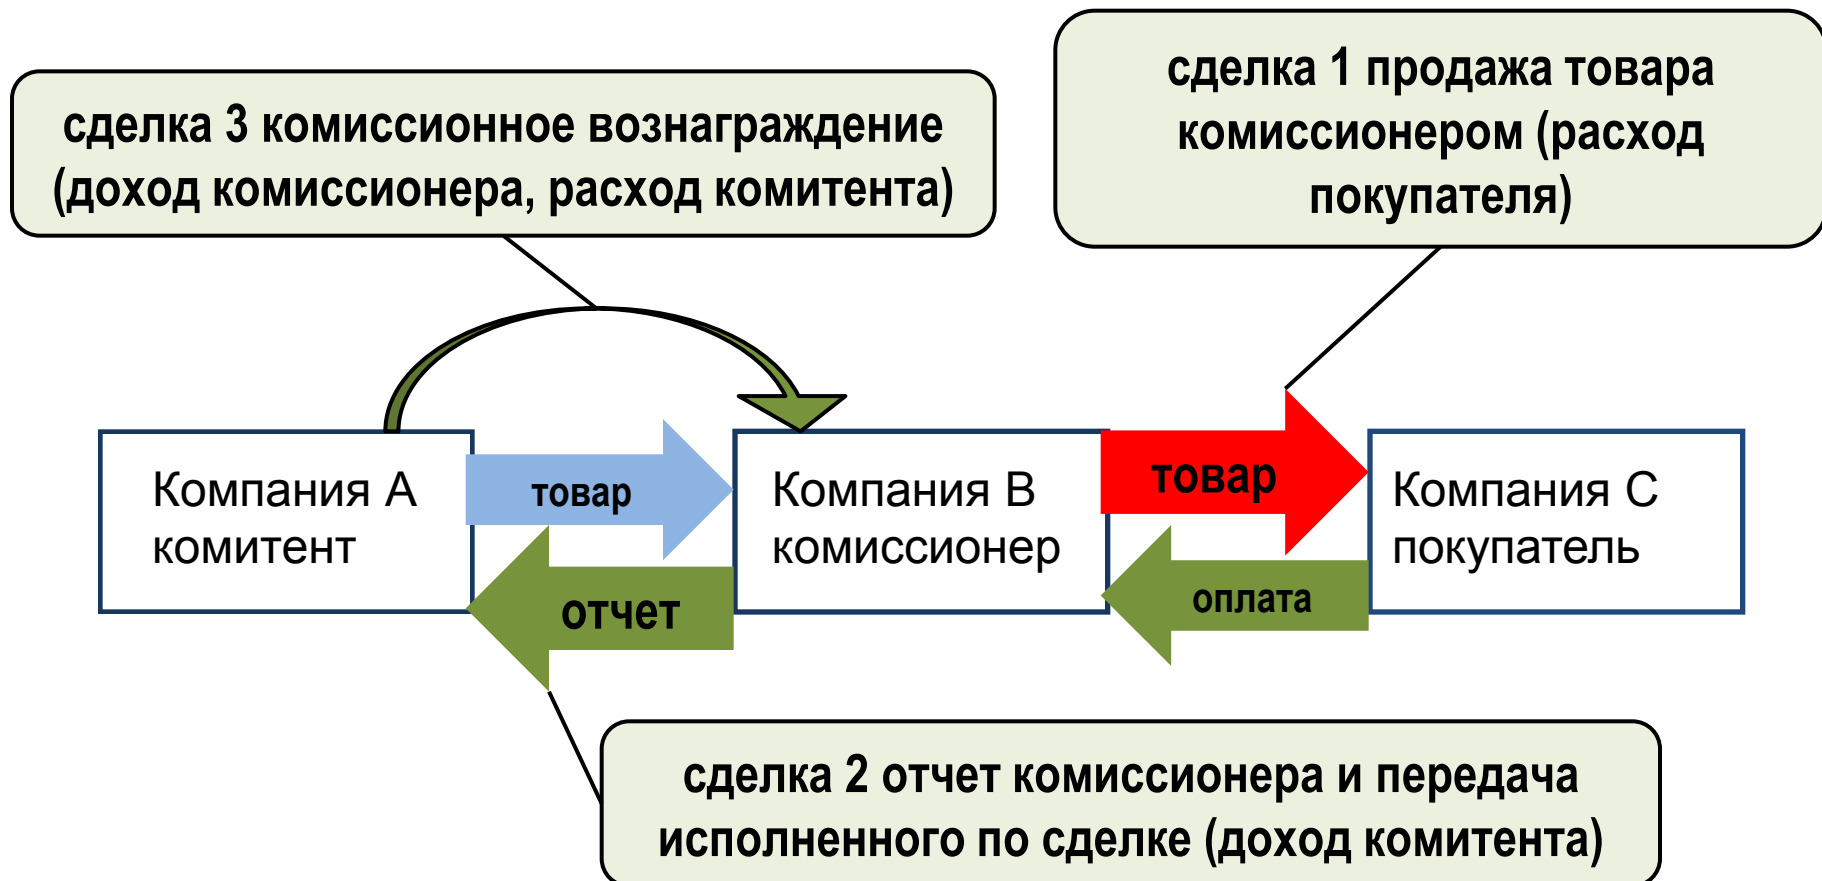 сделка 1 продажа товара
комиссионером (расход
покупателя)
сделка 3 комиссионное вознаграждение
(доход комиссионера, расход комитента)
Компания А
комитент
товар
отчет
Компания В
комиссионер
товар
оплата
Компания С
покупатель
сделка 2 отчет комиссионера и передача
исполненного по сделке (доход комитента)